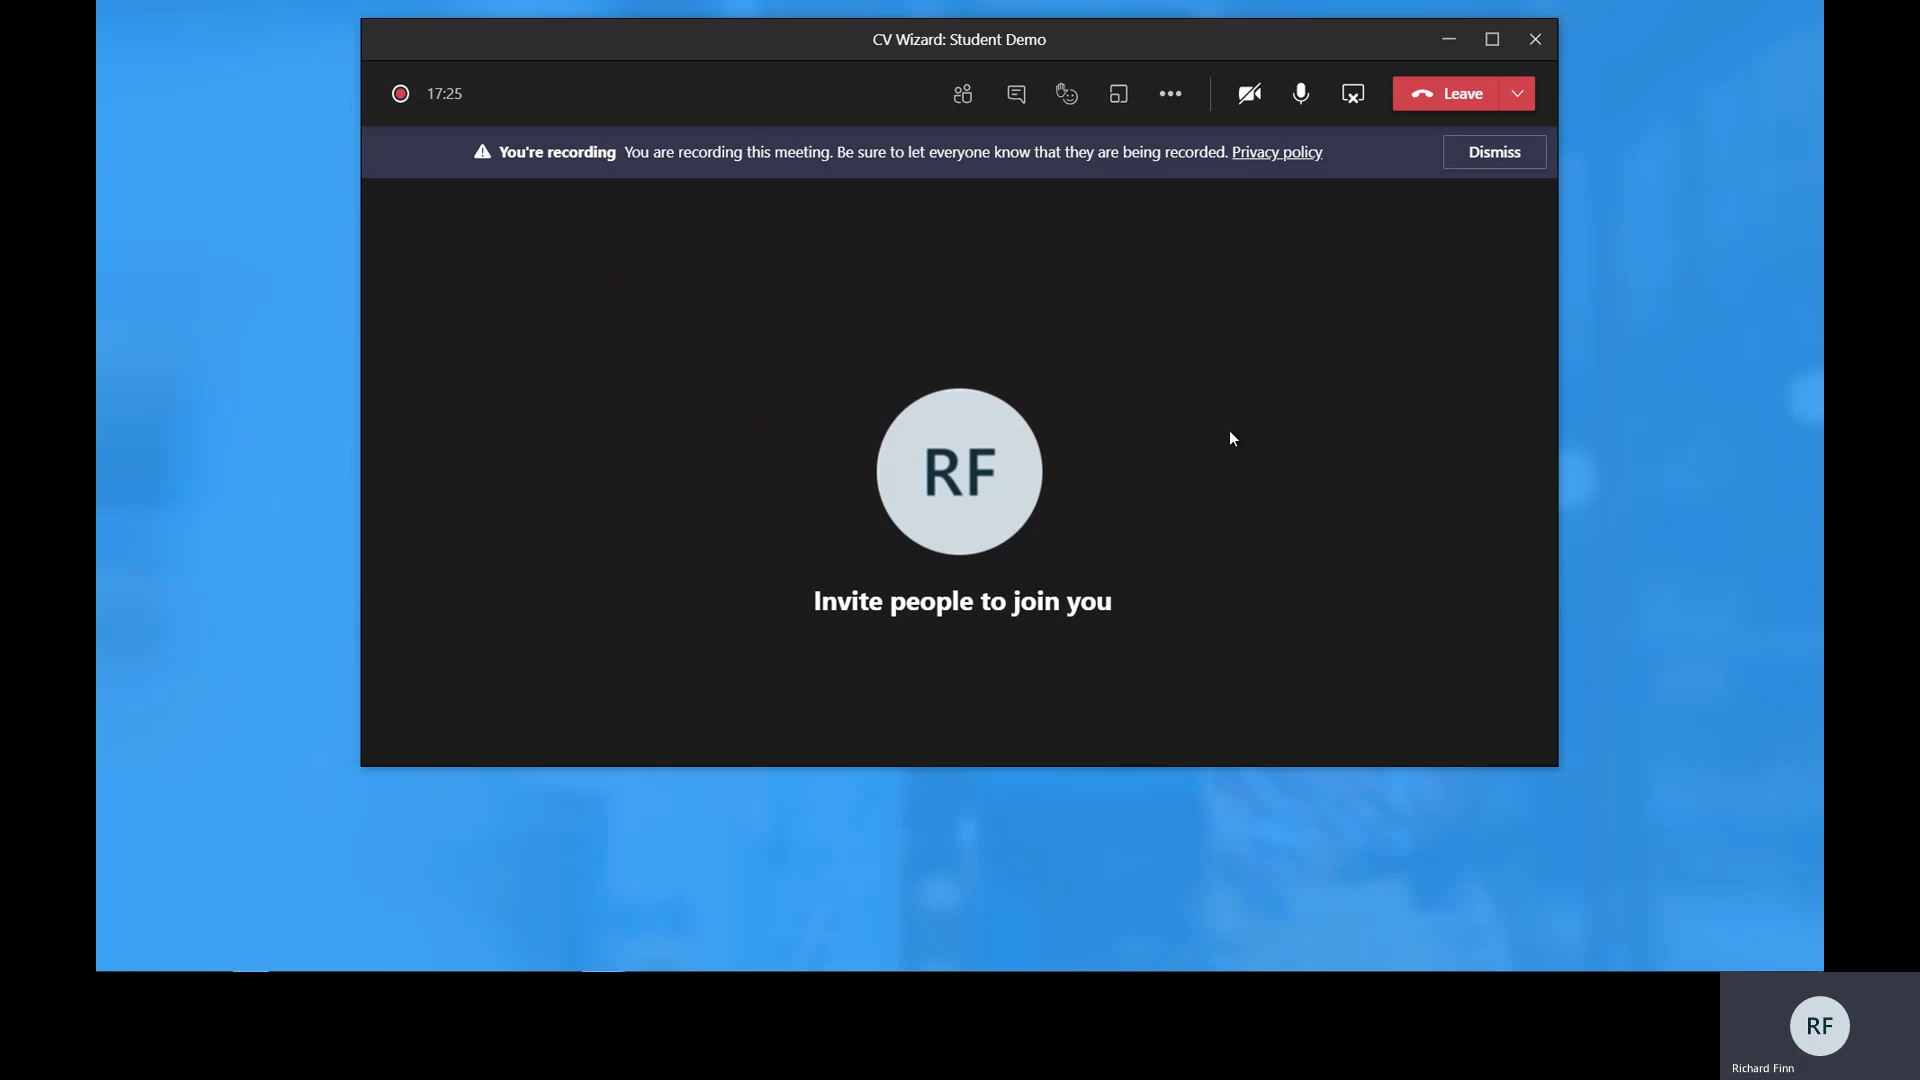 CV Wizard: Student Demo
17:25
Leave
You're recording You are recording this meeting. Be sure to let everyone know that they are being recorded. Privacy policy
Dismiss
RF
Invite people to join you
RF
Richard Finn